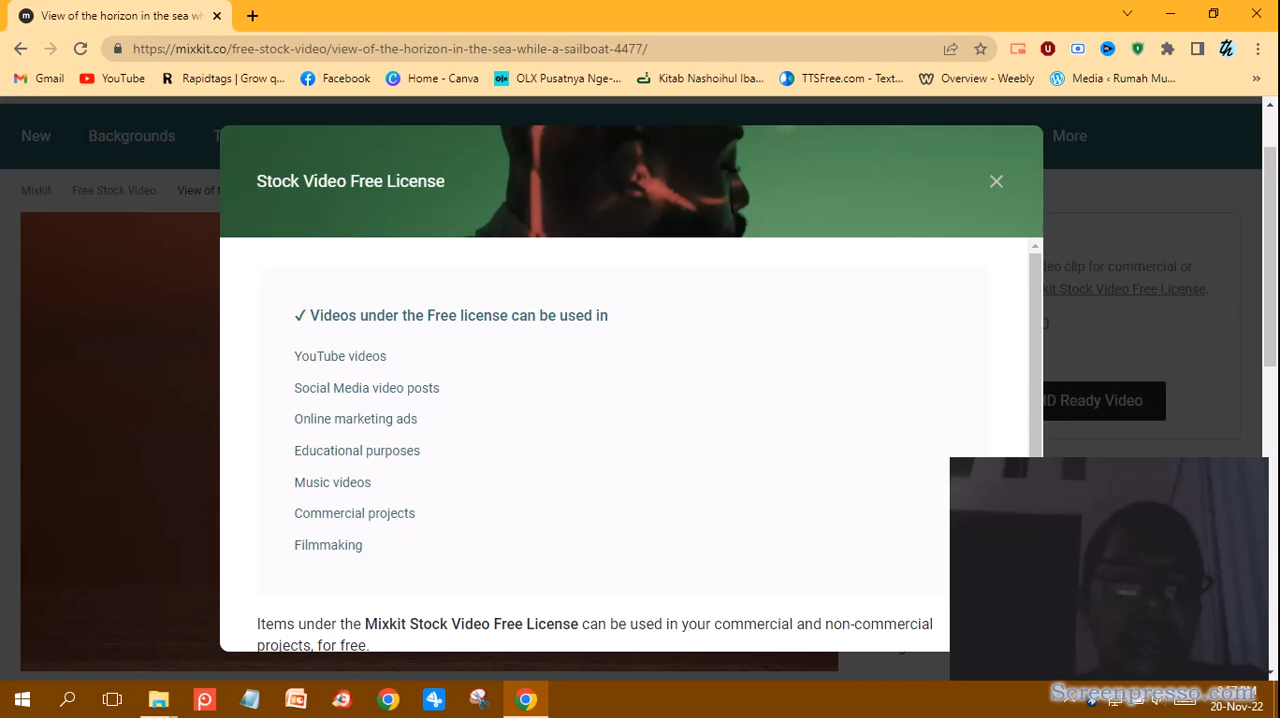 View of the horizon in the sea wh
https://mixkit.co/free-stock-video/view-of-the-horizon-in-the-sea-while-a-sailboat-4477/
Gmail YouTube Rapidtags | Grow q... Facebook Home - Canva OLX Pusatnya Nge-... Kitab Nashoihul Iba... TTSFree.com - Text... Overview - Weebly Media ‹ Rumah Mu...
New Backgrounds T More
Mixkit Free Stock Video View of t
Stock Video Free License
deo clip for commercial or
kit Stock Video Free License.
✓ Videos under the Free license can be used in
YouTube videos
Social Media video posts
Online marketing ads
Educational purposes
Music videos
Commercial projects
Filmmaking
HD Ready Video
Items under the Mixkit Stock Video Free License can be used in your commercial and non-commercial
projects, for free.
Screenpresso.com
20-Nov-22